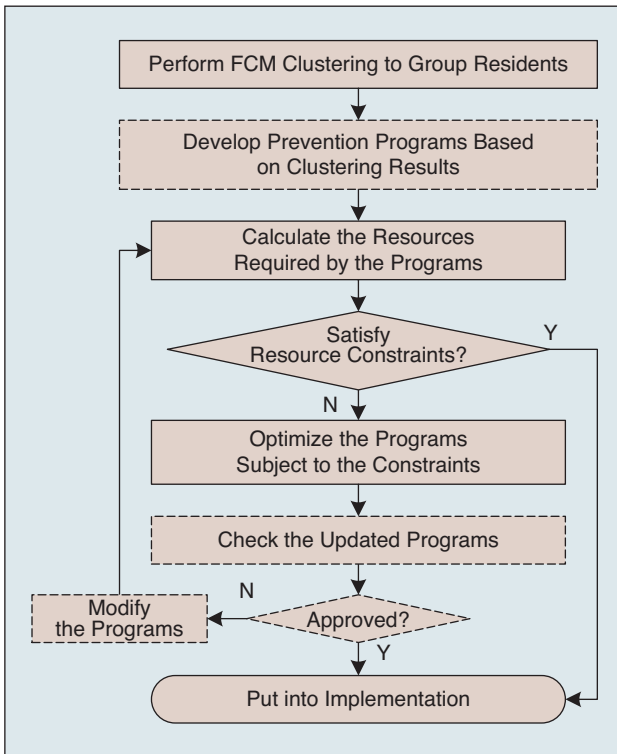 Perform FCM Clustering to Group Residents
Develop Prevention Programs Based
on Clustering Results
Calculate the Resources
Required by the Programs
Satisfy
Resource Constraints?
Y
N
Optimize the Programs
Subject to the Constraints
Check the Updated Programs
N
Modify
the Programs
Approved?
Y
Put into Implementation